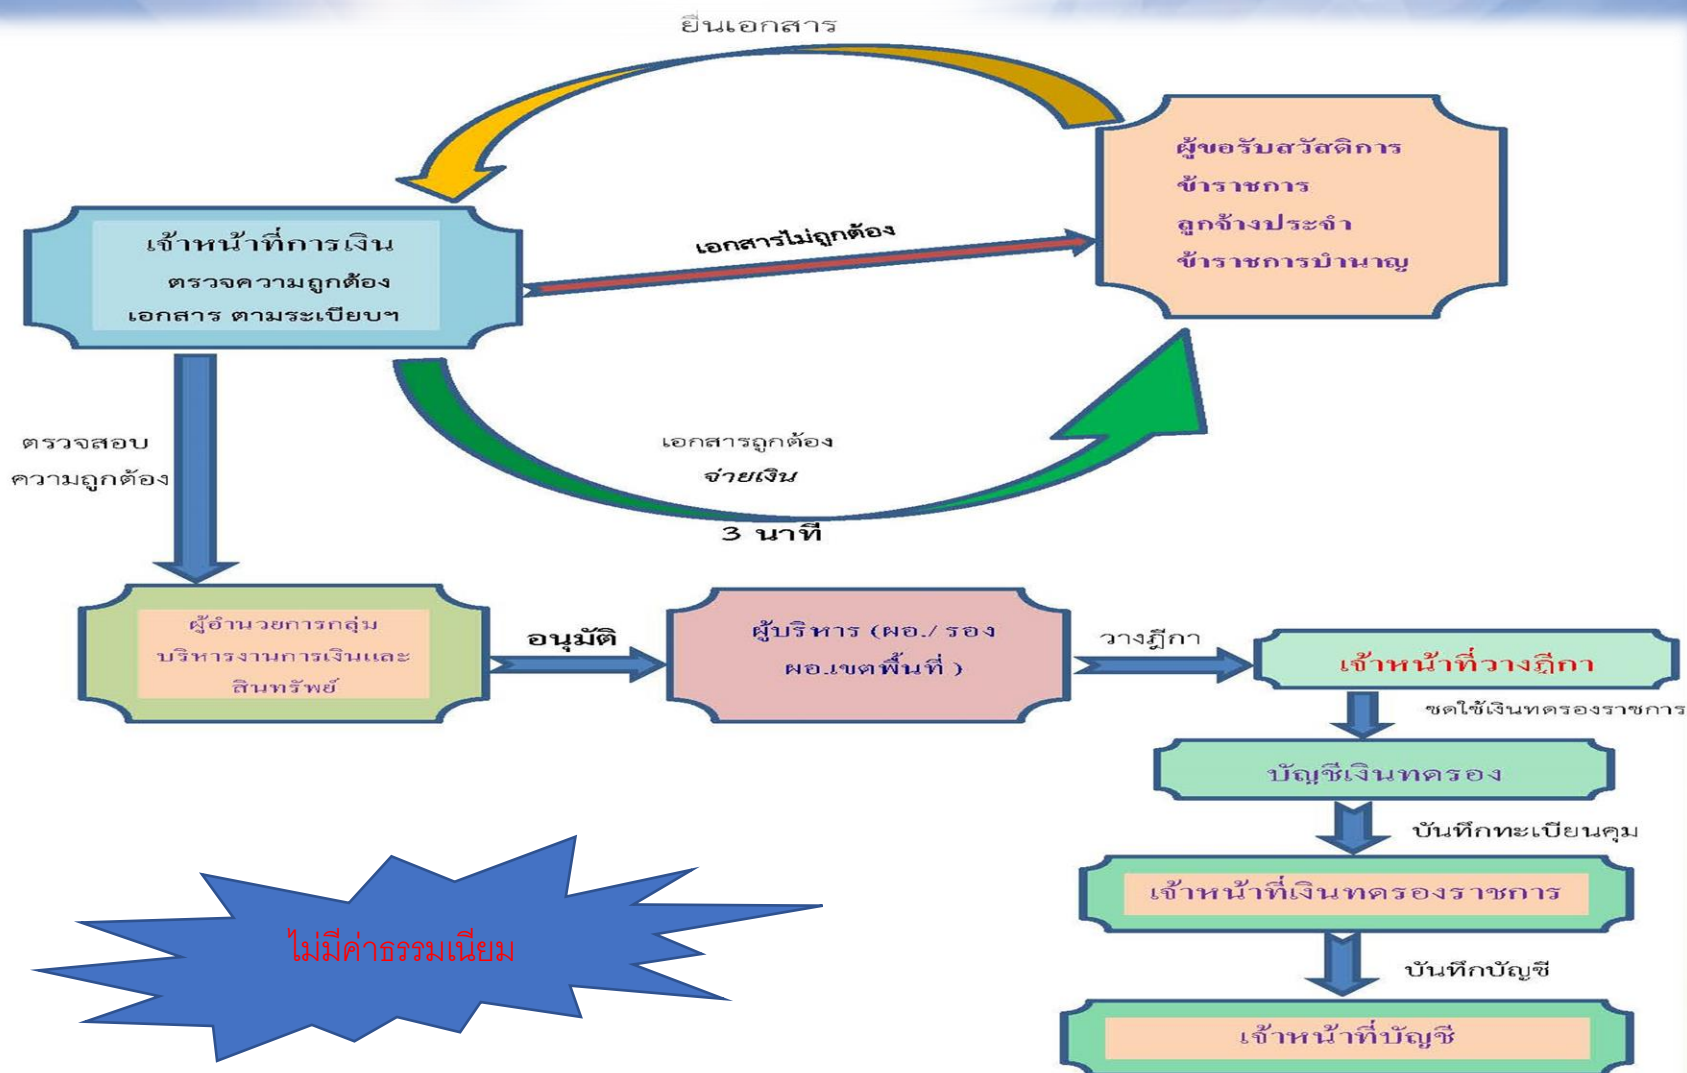 ยื่นเอกสาร
ผู้ขอรับสวัสดิการ
ข้าราชการ
ลูกจ้างประจำ
ข้าราชการบำนาญ
เจ้าหน้าที่การเงิน
ตรวจความถูกต้อง
เอกสาร ตามระเบียบฯ
เอกสารไม่ถูกต้อง
ตรวจสอบ
ความถูกต้อง
เอกสารถูกต้อง
จ่ายเงิน
3 นาที
ผู้อำนวยการกลุ่ม
บริหารงานการเงินและ
สินทรัพย์
อนุมัติ
ผู้บริหาร (ผอ./ รอง
ผอ.เขตพื้นที่ )
วางฎีกา
เจ้าหน้าที่วางฎีกา
ชดใช้เงินทดรองราชการ
บัญชีเงินทดรอง
บันทึกทะเบียนคุม
เจ้าหน้าที่เงินทดรองราชการ
บันทึกบัญชี
เจ้าหน้าที่บัญชี
ไม่มีค่าธรรมเนียม